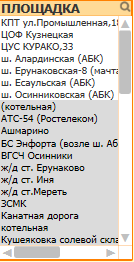 ПЛОЩАДКА
КПТ ул.Промышленная,1
ЦОФ Кузнецкая
ЦУС КУРАКО,33
ш. Алардинская (АБК)
ш. Ерунаковская-8 (мачта
ш. Есаульская (АБК)
ш. Осинниковская (АБК)
(котельная)
АТС-54 (Ростелеком)
Ашмарино
БС Энфорта (возле ш. Аб
ВГСЧ Осинники
ж/д ст. Ерунаково
ж/д ст. Иня
ж/д ст.Мереть
ЗСМК
Канатная дорога
котельная
Кушеяковка солевой скла